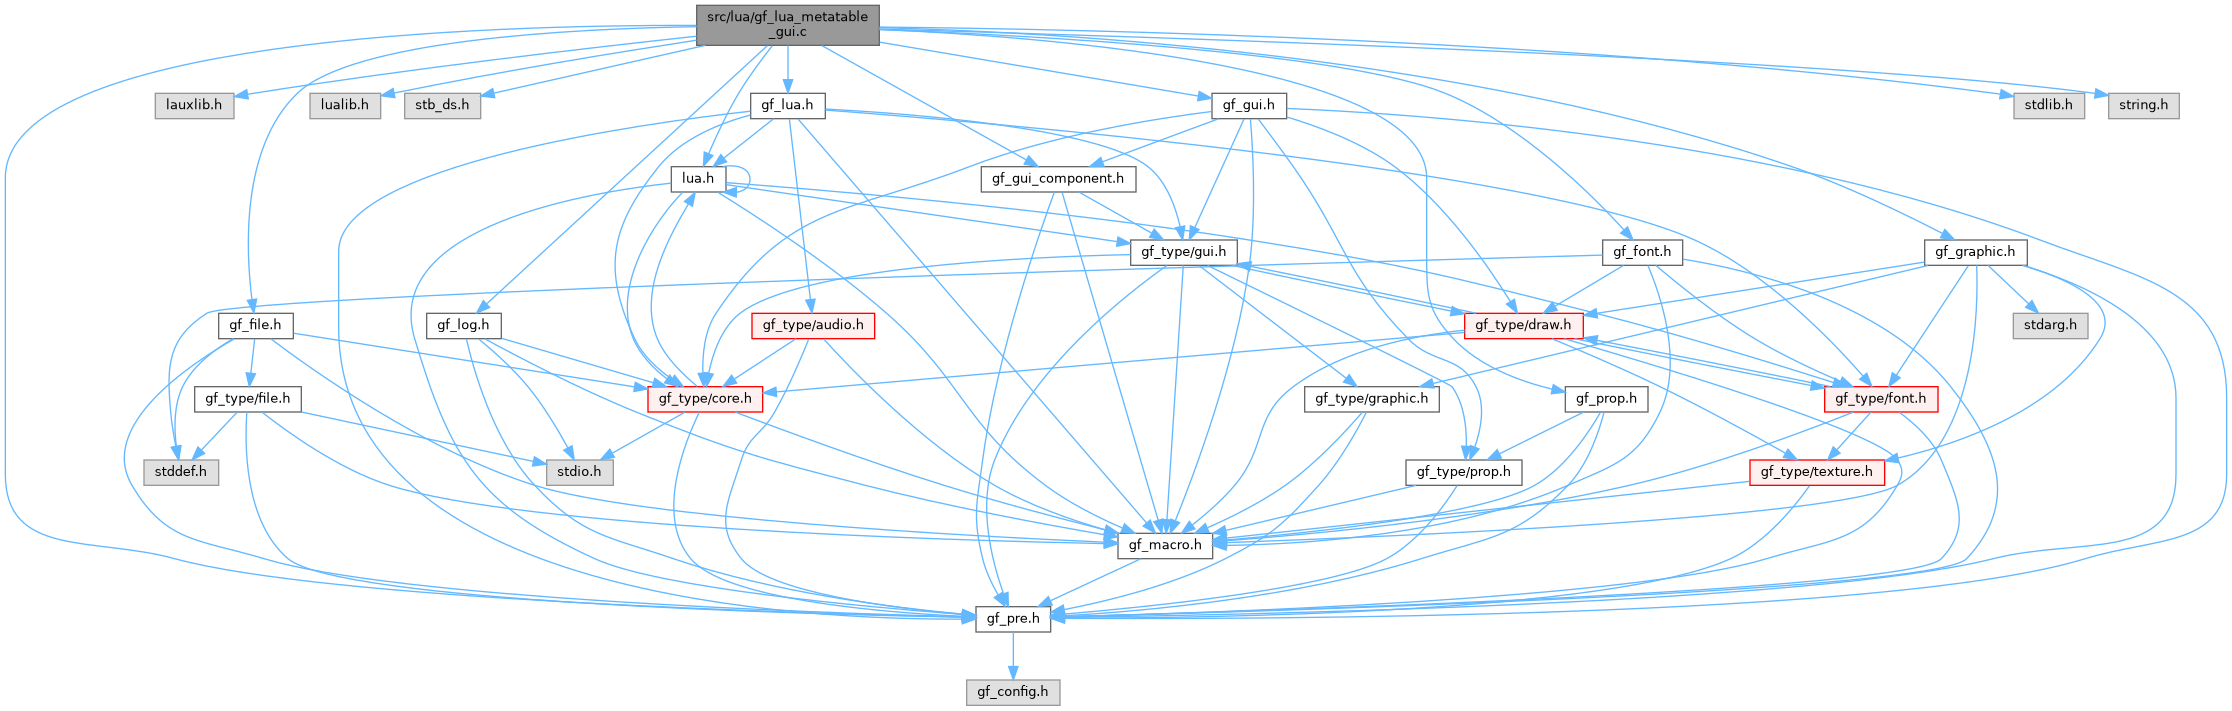 src/lua/gf_lua_metatable
_gui.c
lauxlib.h
lualib.h
stb_ds.h
gf_lua.h
gf_gui.h
stdlib.h
string.h
lua.h
gf_gui_component.h
gf_type/gui.h
gf_font.h
gf_graphic.h
gf_file.h
gf_log.h
gf_type/audio.h
gf_type/draw.h
stdarg.h
gf_type/file.h
gf_type/core.h
gf_type/graphic.h
gf_prop.h
gf_type/font.h
stddef.h
stdio.h
gf_type/prop.h
gf_type/texture.h
gf_macro.h
gf_pre.h
gf_config.h